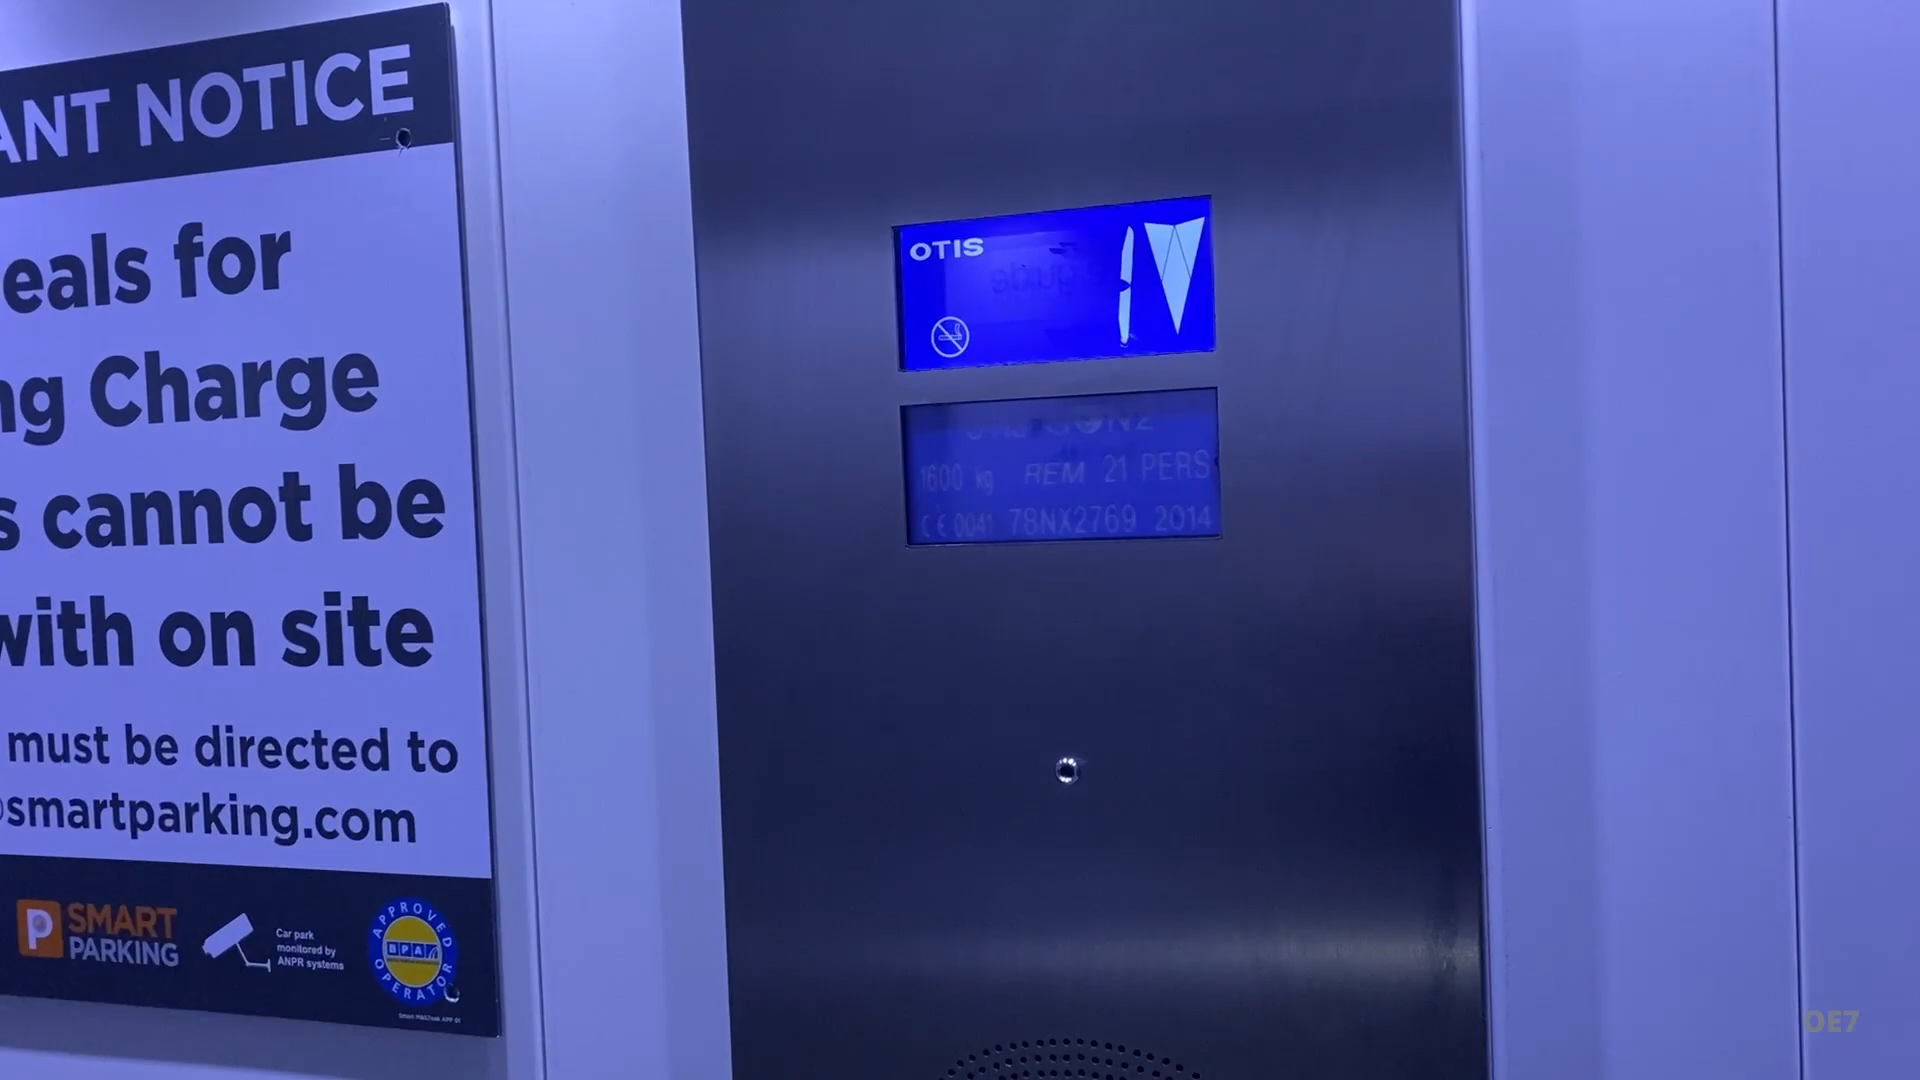 ANT NOTICE
eals for
ng Charge
s cannot be
with on site
must be directed to
@smartparking.com
P SMART
PARKING
Car park
monitored by
ANPR systems
APPROVED
BPA
OPERATOR
OTIS
1600 kg REM 21 PERS
CE 0041 78NX2769 2014
OE7